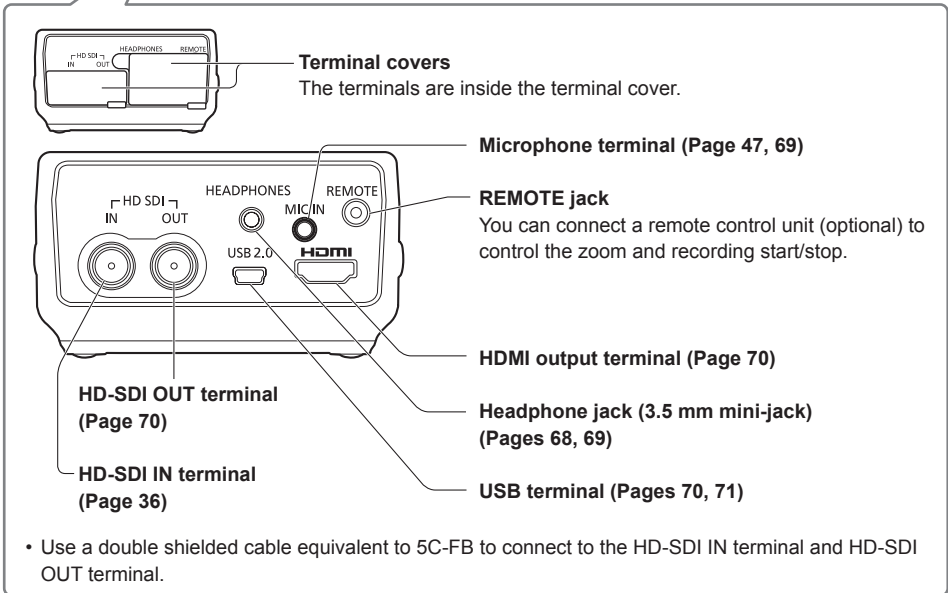 HEADPHONES
REMOTE
HD SDI
IN
OUT
Terminal covers
The terminals are inside the terminal cover.
Microphone terminal (Page 47, 69)
HEADPHONES
REMOTE
MIC IN
HD SDI
IN
OUT
USB 2.0
HDMI
REMOTE jack
You can connect a remote control unit (optional) to
control the zoom and recording start/stop.
HDMI output terminal (Page 70)
HD-SDI OUT terminal
(Page 70)
Headphone jack (3.5 mm mini-jack)
(Pages 68, 69)
HD-SDI IN terminal
(Page 36)
USB terminal (Pages 70, 71)
• Use a double shielded cable equivalent to 5C-FB to connect to the HD-SDI IN terminal and HD-SDI
OUT terminal.